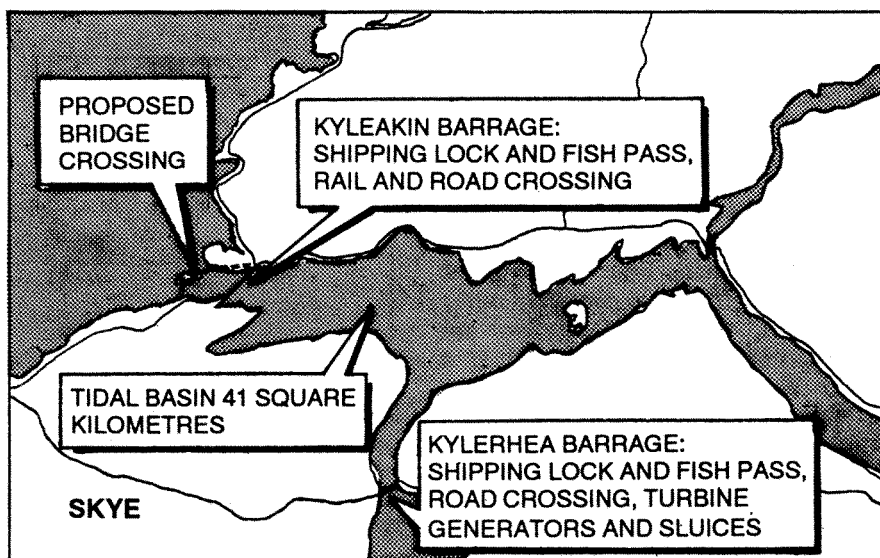 PROPOSED
BRIDGE
CROSSING
KYLEAKIN BARRAGE:
SHIPPING LOCK AND FISH PASS,
RAIL AND ROAD CROSSING
TIDAL BASIN 41 SQUARE
KILOMETRES
KYLERHEA BARRAGE:
SHIPPING LOCK AND FISH PASS,
ROAD CROSSING, TURBINE
GENERATORS AND SLUICES
SKYE